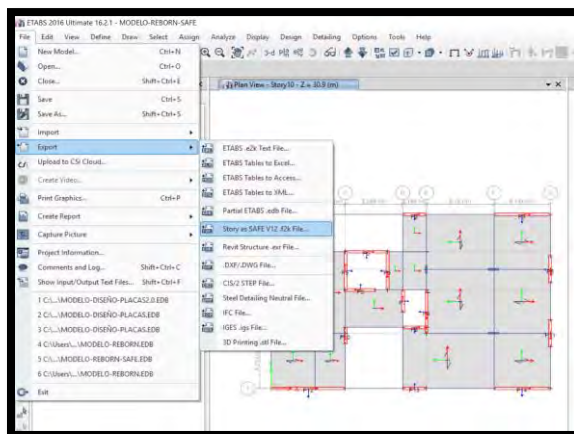 ETABS 2016 Ultimate 16.2.1 - MODELO-REBORN-SAFE
File Edit View Define Draw Select Assign Analyze Display Design Detailing Options Tools Help
New Model... Ctrl+N
Open... Ctrl+O
Close... Shift+Ctrl+E
Save Ctrl+S
Save As... Shift+Ctrl+S
Import
Export
Upload to CSI Cloud...
Create Video...
Print Graphics... Ctrl+P
Create Report
Capture Picture
Project Information...
Comments and Log... Shift+Ctrl+C
Show Input/Output Text Files... Shift+Ctrl+F
1 C:\...\MODELO-DISEÑO-PLACAS2.0.EDB
2 C:\...\MODELO-DISEÑO-PLACAS.EDB
3 C:\...\MODELO-DISEÑO-PLACAS.EDB
4 C:\Users\...\MODELO-REBORN.EDB
5 C:\...\MODELO-REBORN-SAFE.EDB
6 C:\Users\...\MODELO-REBORN.EDB
Exit
ETABS .e2k Text File...
ETABS Tables to Excel...
ETABS Tables to Access...
ETABS Tables to XML...
Partial ETABS .edb File...
Story as SAFE V12 .f2k File...
Revit Structure .exr File...
.DXF/.DWG File...
CIS/2 STEP File...
Steel Detailing Neutral File...
IFC File...
IGES .igs File...
3D Printing .stl File...
Plan View - Story10 - Z = 30.9 (m)